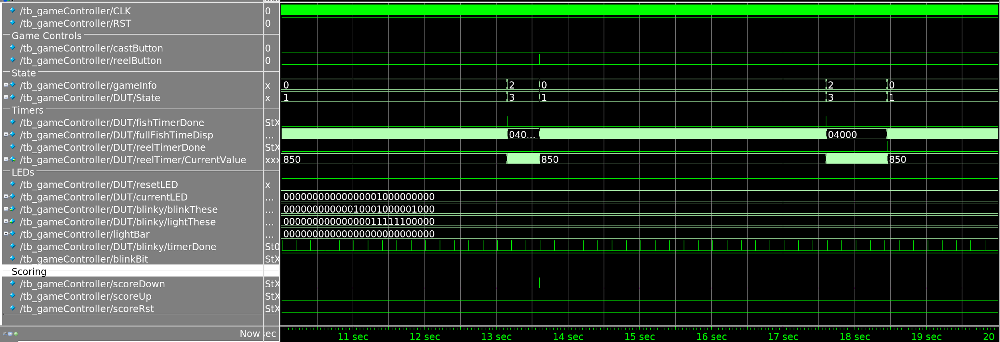 /tb_gameController/CLK 0
/tb_gameController/RST 0
Game Controls
/tb_gameController/castButton 0
/tb_gameController/reelButton 0
State
/tb_gameController/gameInfo x 0 2 0 2 0
/tb_gameController/DUT/State x 1 3 1 3 1
Timers
/tb_gameController/DUT/fishTimerDone StX
/tb_gameController/DUT/fullFishTimeDisp ... 040... 04000
/tb_gameController/DUT/reelTimerDone StX
/tb_gameController/DUT/reelTimer/CurrentValue xxx 850 850 850
LEDs
/tb_gameController/DUT/resetLED x
/tb_gameController/DUT/currentLED ... 00000000000000001000000000
/tb_gameController/DUT/blinky/blinkThese ... 00000000000010001000001000
/tb_gameController/DUT/blinky/lightThese ... 00000000000000011111100000
/tb_gameController/lightBar ... 00000000000000000000000000
/tb_gameController/DUT/blinky/timerDone St0
/tb_gameController/blinkBit StX
Scoring
/tb_gameController/scoreDown StX
/tb_gameController/scoreUp StX
/tb_gameController/scoreRst StX
Now sec 11 sec 12 sec 13 sec 14 sec 15 sec 16 sec 17 sec 18 sec 19 sec 20